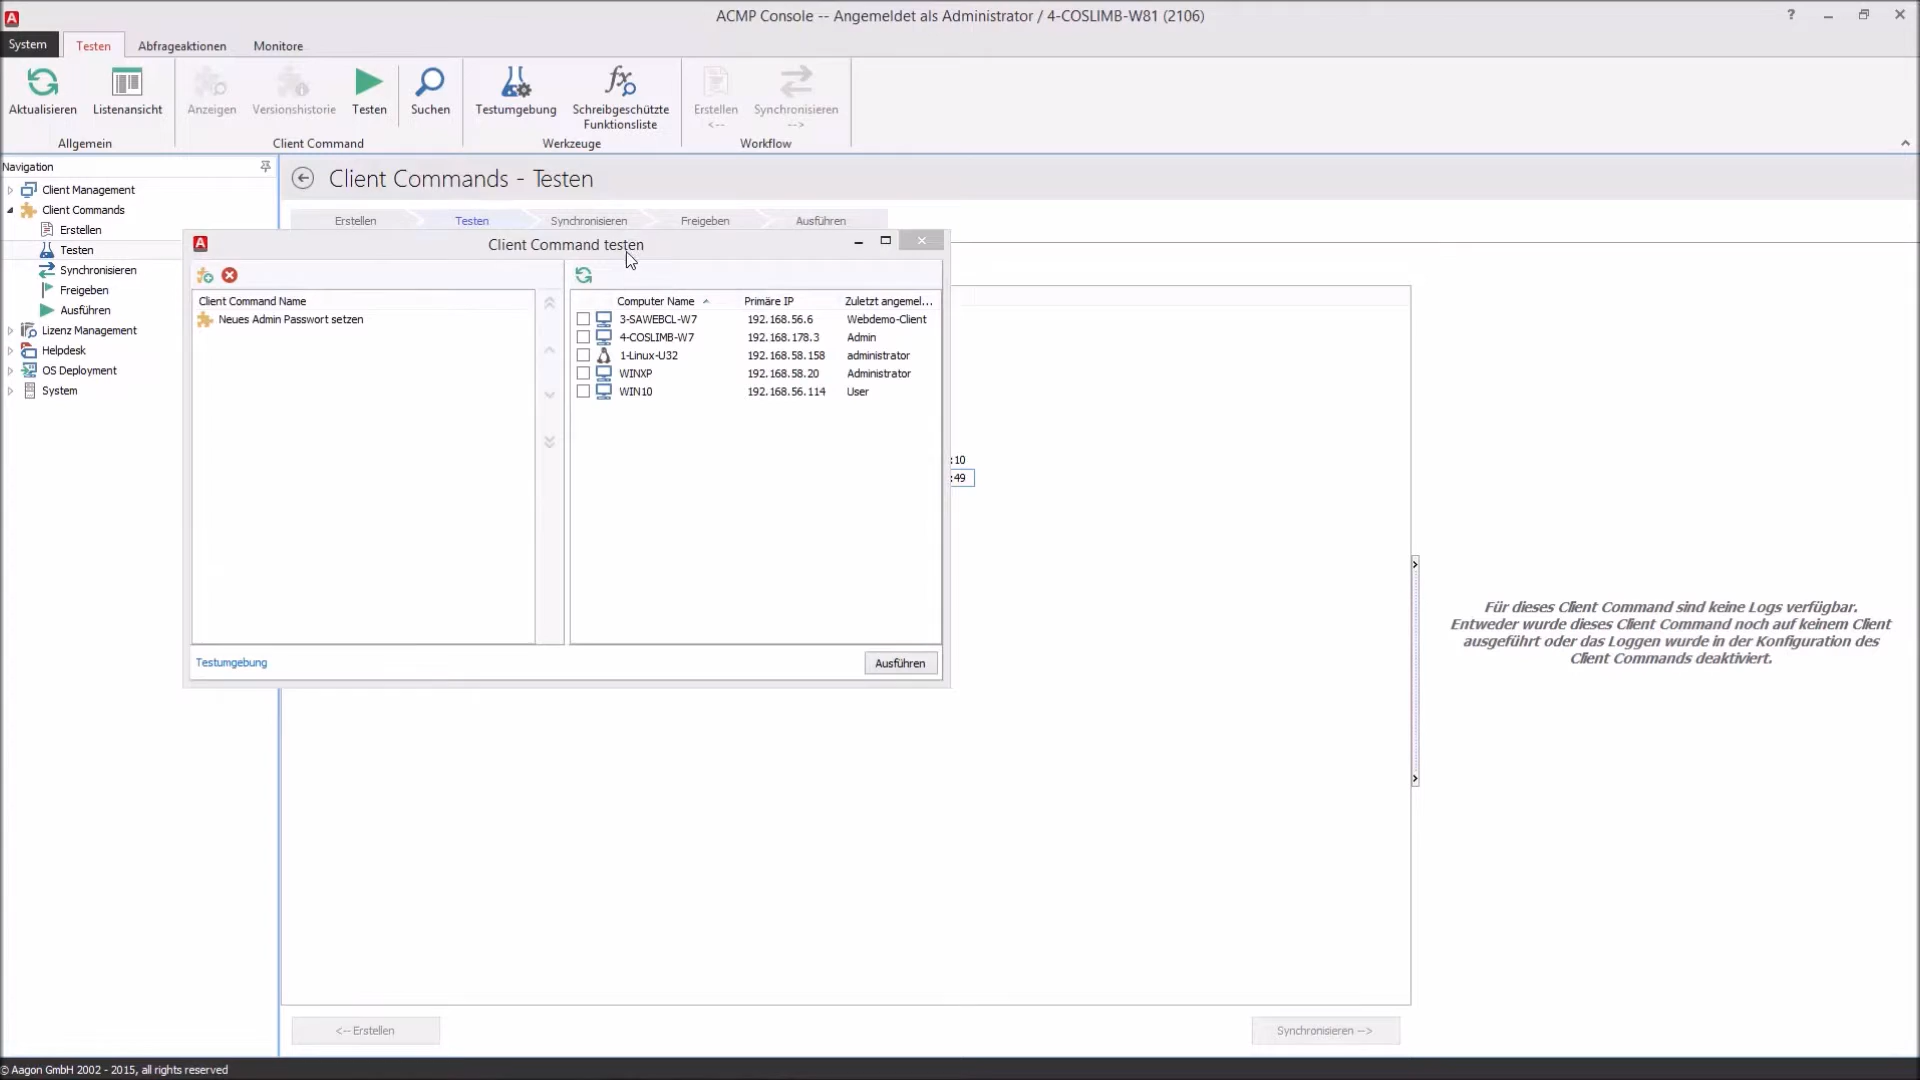 ACMP Console -- Angemeldet als Administrator / 4-COSLIMB-W81 (2106)
?
System
Testen
Abfrageaktionen
Monitore
Aktualisieren
Listenansicht
Anzeigen
Versionshistorie
Testen
Suchen
Testumgebung
Schreibgeschützte
Funktionsliste
Erstellen
<--
Synchronisieren
-->
Allgemein
Client Command
Werkzeuge
Workflow
Navigation
Client Management
Client Commands
Erstellen
Testen
Synchronisieren
Freigeben
Ausführen
Lizenz Management
Helpdesk
OS Deployment
System
Client Commands - Testen
Erstellen
Testen
Synchronisieren
Freigeben
Ausführen
Client Command testen
Client Command Name
Neues Admin Passwort setzen
Computer Name
Primäre IP
Zuletzt angemel...
3-SAWEBCL-W7 192.168.56.6 Webdemo-Client
4-COSLIMB-W7 192.168.178.3 Admin
1-Linux-U32 192.168.58.158 administrator
WINXP 192.168.58.20 Administrator
WIN10 192.168.56.114 User
:10
:49
Testumgebung
Ausführen
Für dieses Client Command sind keine Logs verfügbar.
Entweder wurde dieses Client Command noch auf keinem Client
ausgeführt oder das Loggen wurde in der Konfiguration des
Client Commands deaktiviert.
<-- Erstellen
Synchronisieren -->
© Aagon GmbH 2002 - 2015, all rights reserved